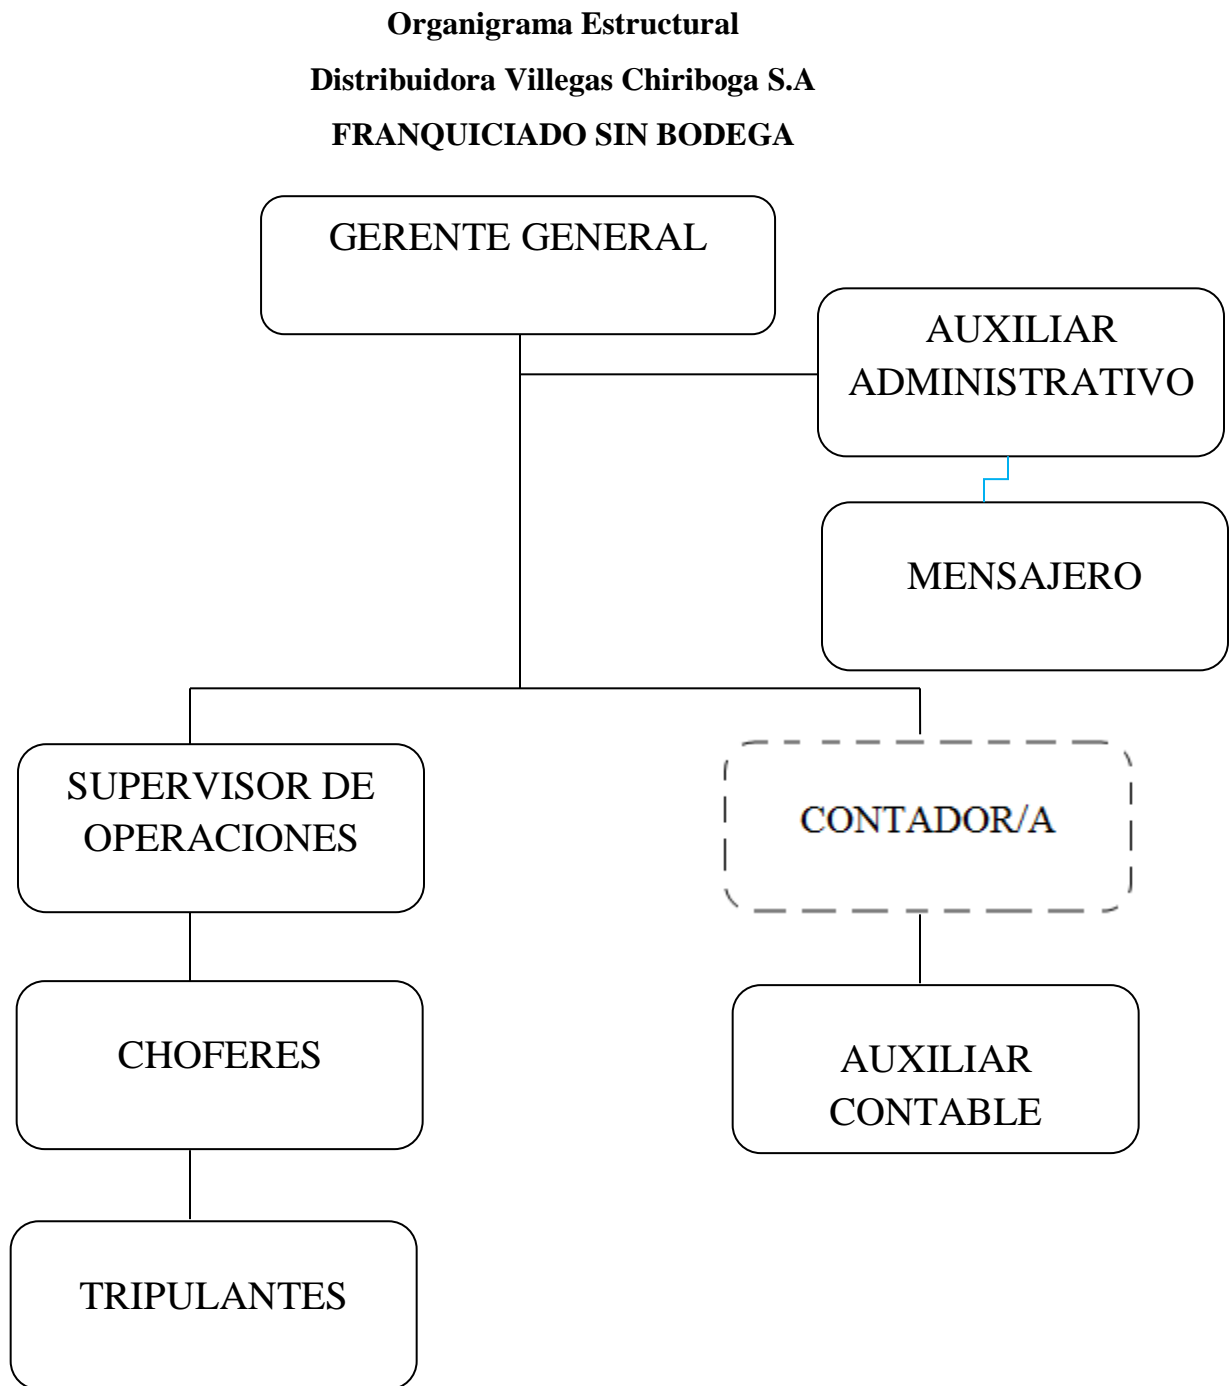 Organigrama Estructural
Distribuidora Villegas Chiriboga S.A
FRANQUICIADO SIN BODEGA
GERENTE GENERAL
AUXILIAR
ADMINISTRATIVO
MENSAJERO
SUPERVISOR DE
OPERACIONES
CONTADOR/A
CHOFERES
AUXILIAR
CONTABLE
TRIPULANTES